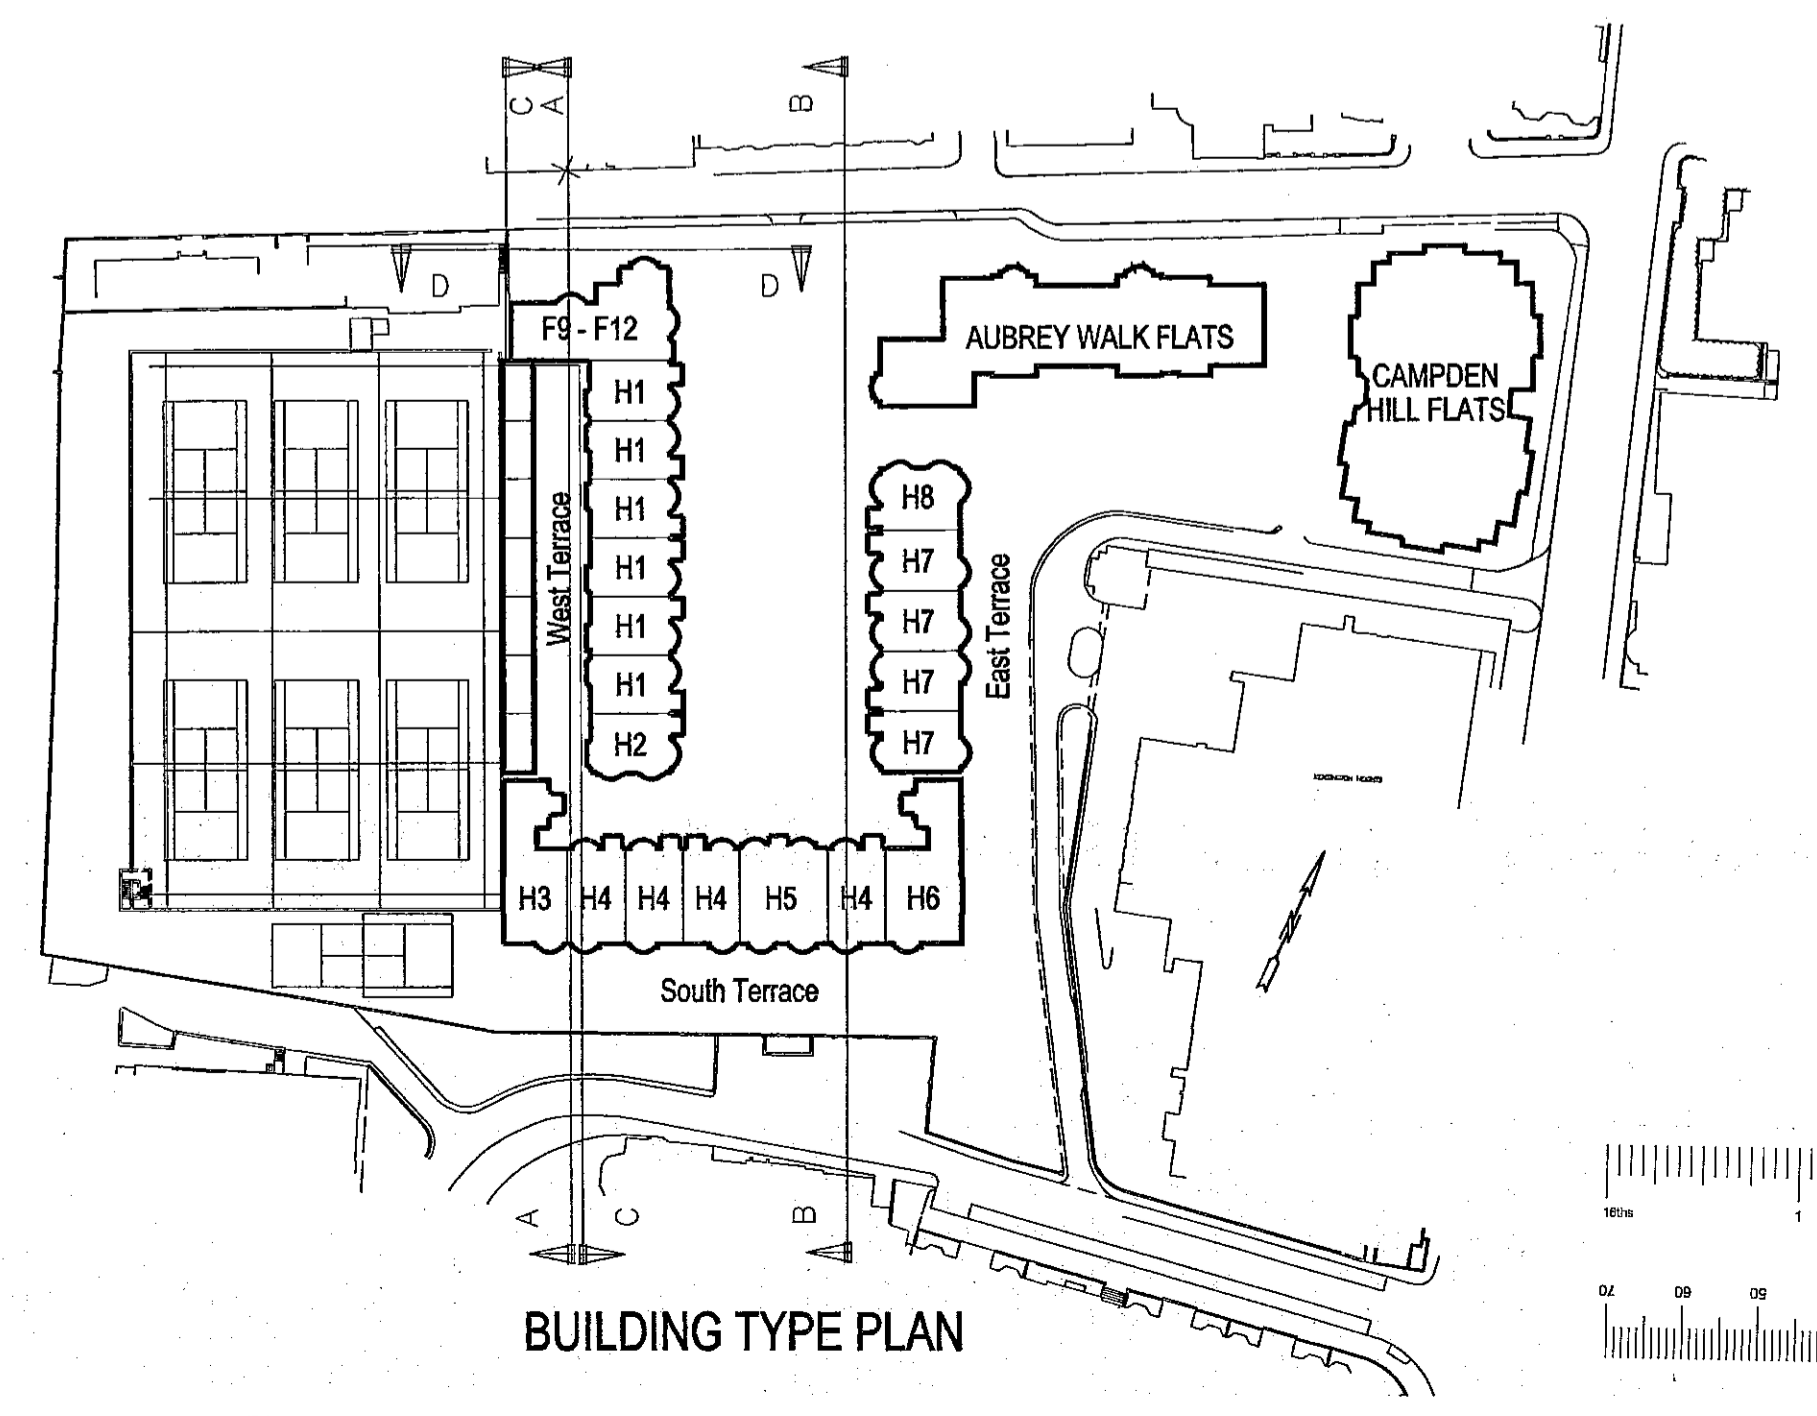 C
A
B
D
D
F9 - F12
AUBREY WALK FLATS
CAMPDEN
HILL FLATS
H1
H1
H1
H1
H1
H1
H2
West Terrace
H8
H7
H7
H7
H7
East Terrace
KENSINGTON HEIGHTS
H3
H4
H4
H4
H5
H4
H6
N
South Terrace
A
C
B
16ths
1
70
60
50
BUILDING TYPE PLAN